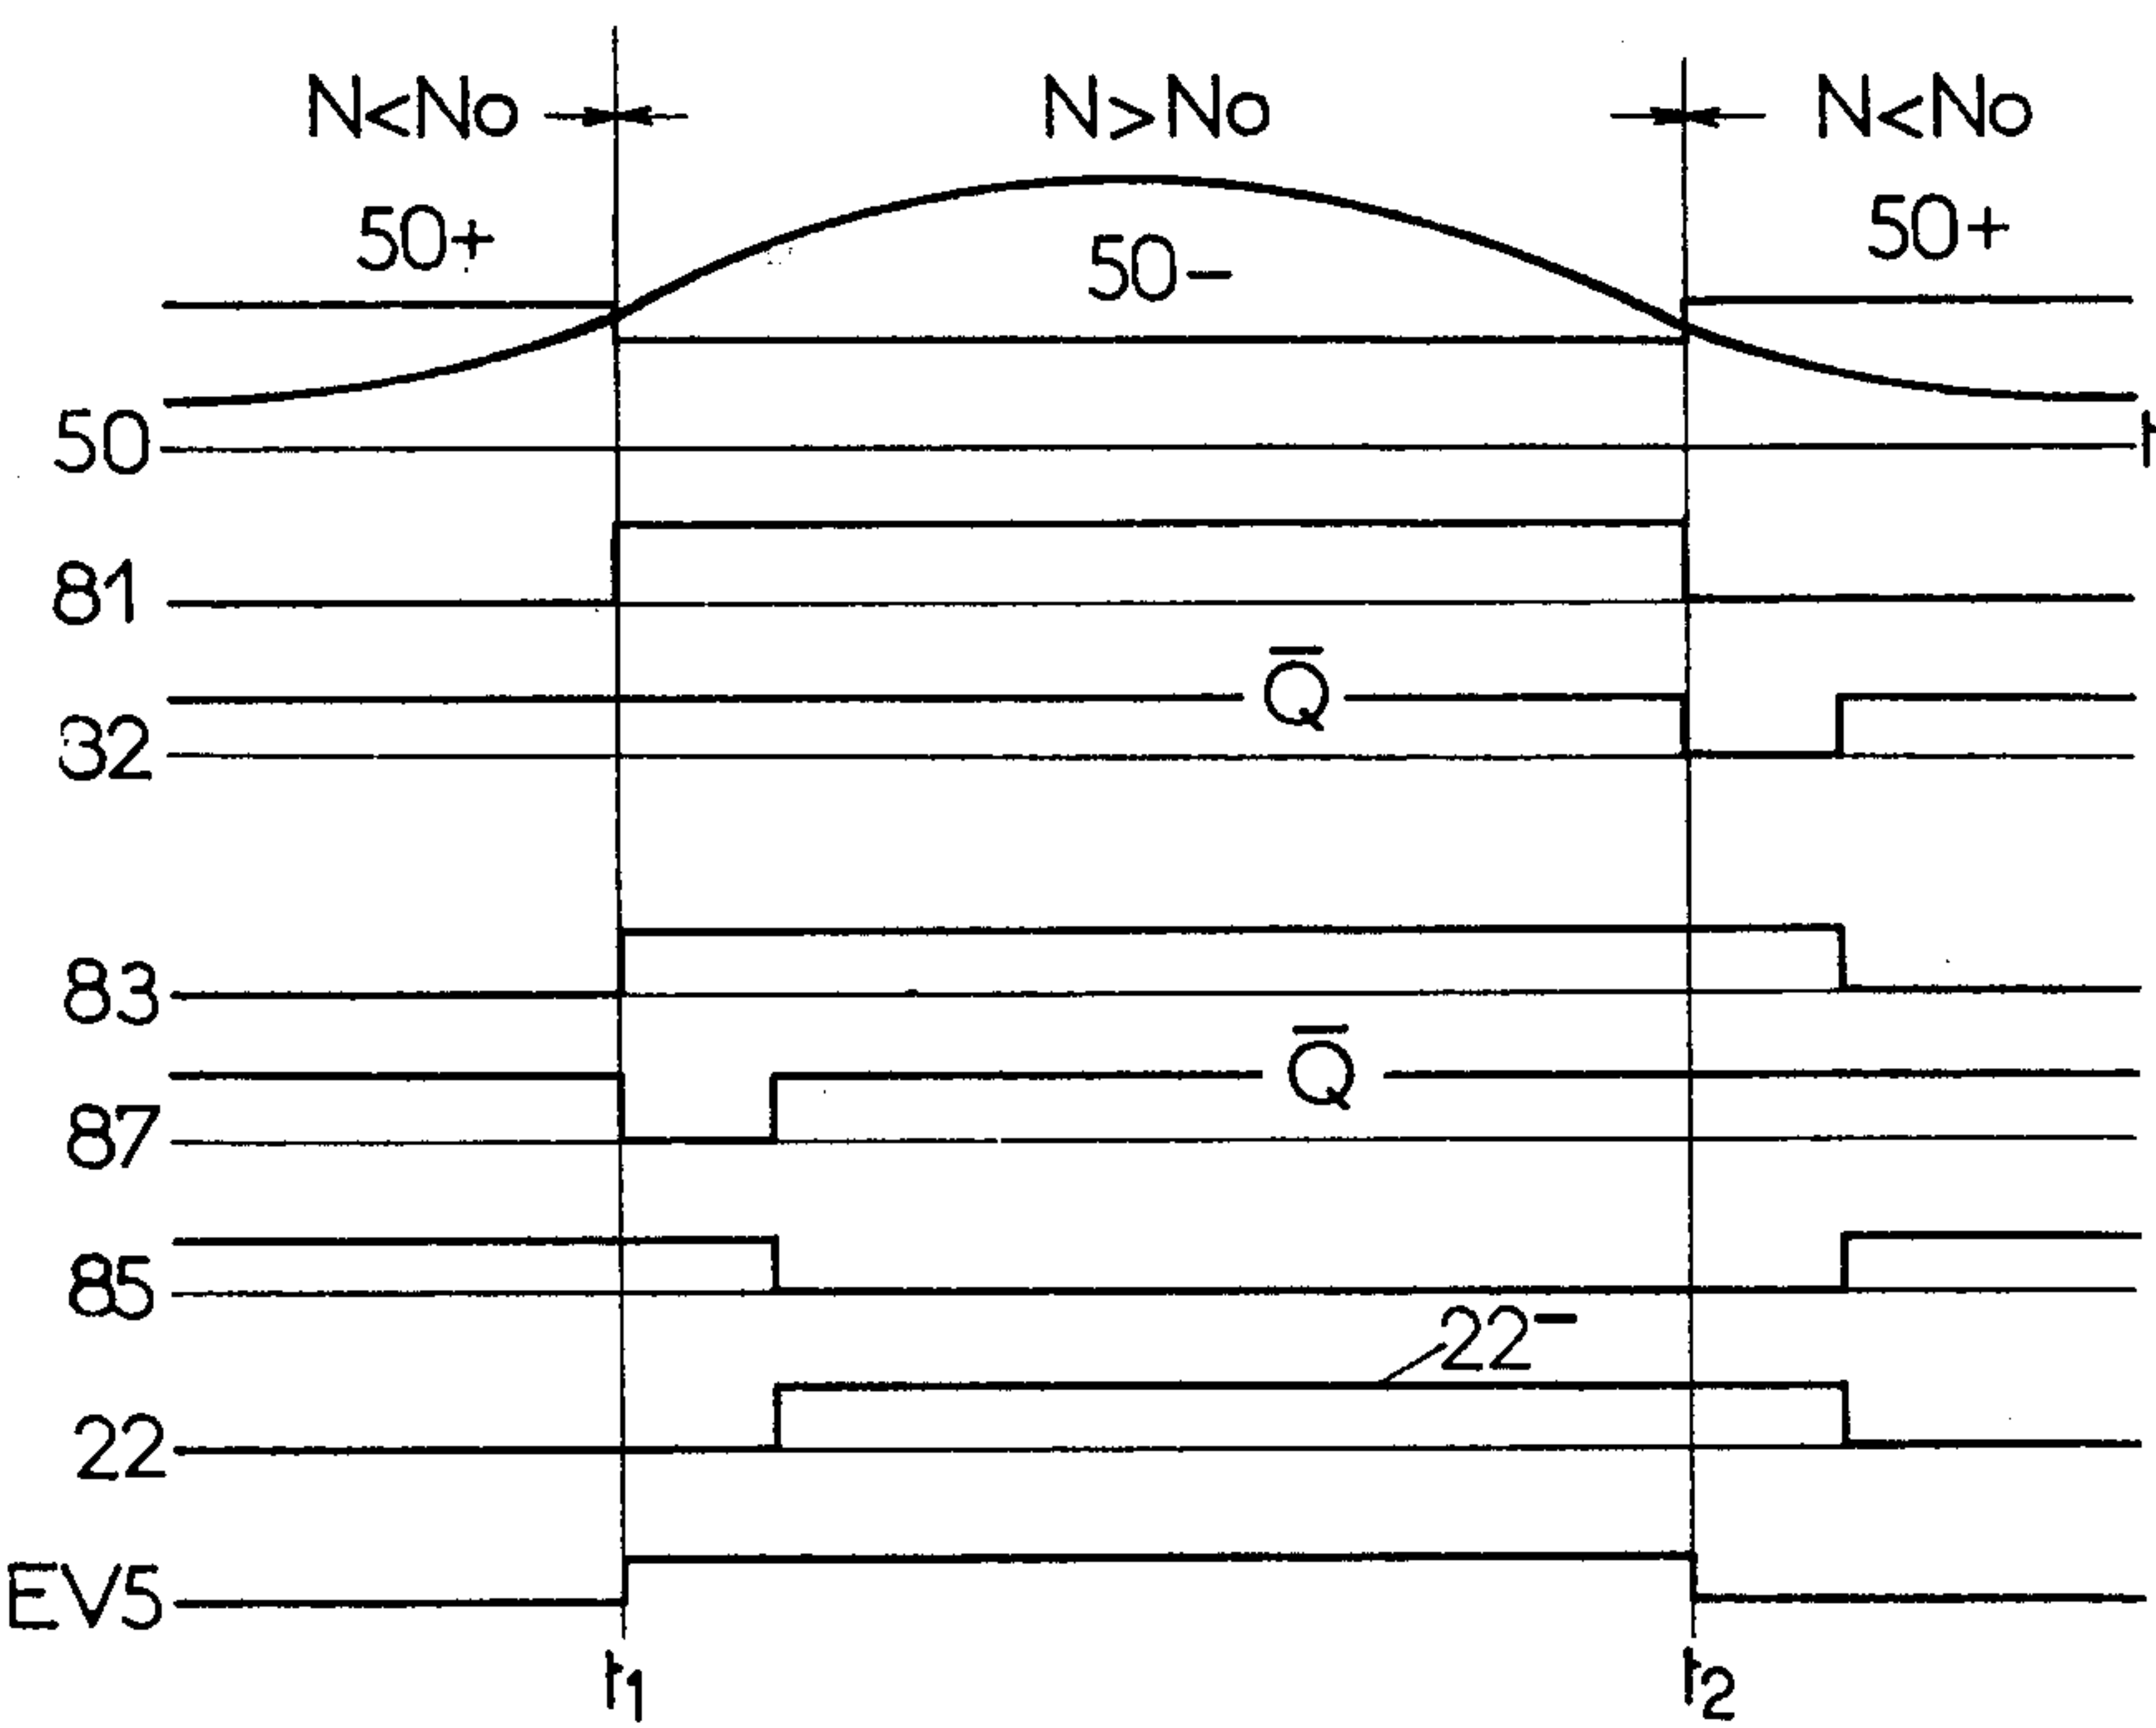 N<No N>No N<No
50+ 50- 50+
50 t
81
Q̅
32
83
Q̅
87
85
22-
22
EV5
t1 t2